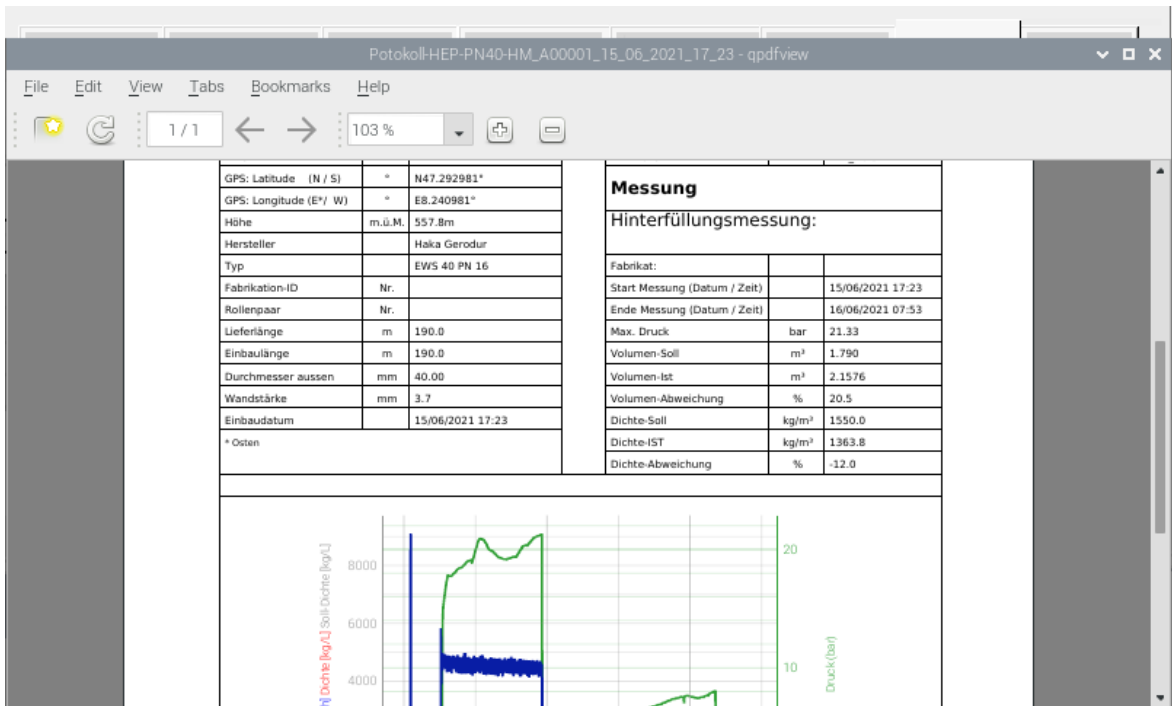 Potokoll-HEP-PN40-HM_A00001_15_06_2021_17_23 - qpdfview
File Edit View Tabs Bookmarks Help
1 / 1 103 %
GPS: Latitude (N / S) ° N47.292981°
GPS: Longitude (E*/ W) ° E8.240981°
Höhe m.ü.M. 557.8m
Hersteller Haka Gerodur
Typ EWS 40 PN 16
Fabrikation-ID Nr.
Rollenpaar Nr.
Lieferlänge m 190.0
Einbaulänge m 190.0
Durchmesser aussen mm 40.00
Wandstärke mm 3.7
Einbaudatum 15/06/2021 17:23
* Osten
Messung
Hinterfüllungsmessung:
Fabrikat:
Start Messung (Datum / Zeit) 15/06/2021 17:23
Ende Messung (Datum / Zeit) 16/06/2021 07:53
Max. Druck bar 21.33
Volumen-Soll m³ 1.790
Volumen-Ist m³ 2.1576
Volumen-Abweichung % 20.5
Dichte-Soll kg/m³ 1550.0
Dichte-IST kg/m³ 1363.8
Dichte-Abweichung % -12.0
Soll-Dichte [kg/L]
Dichte [kg/L]
8000
6000
4000
20
10
Druck (bar)